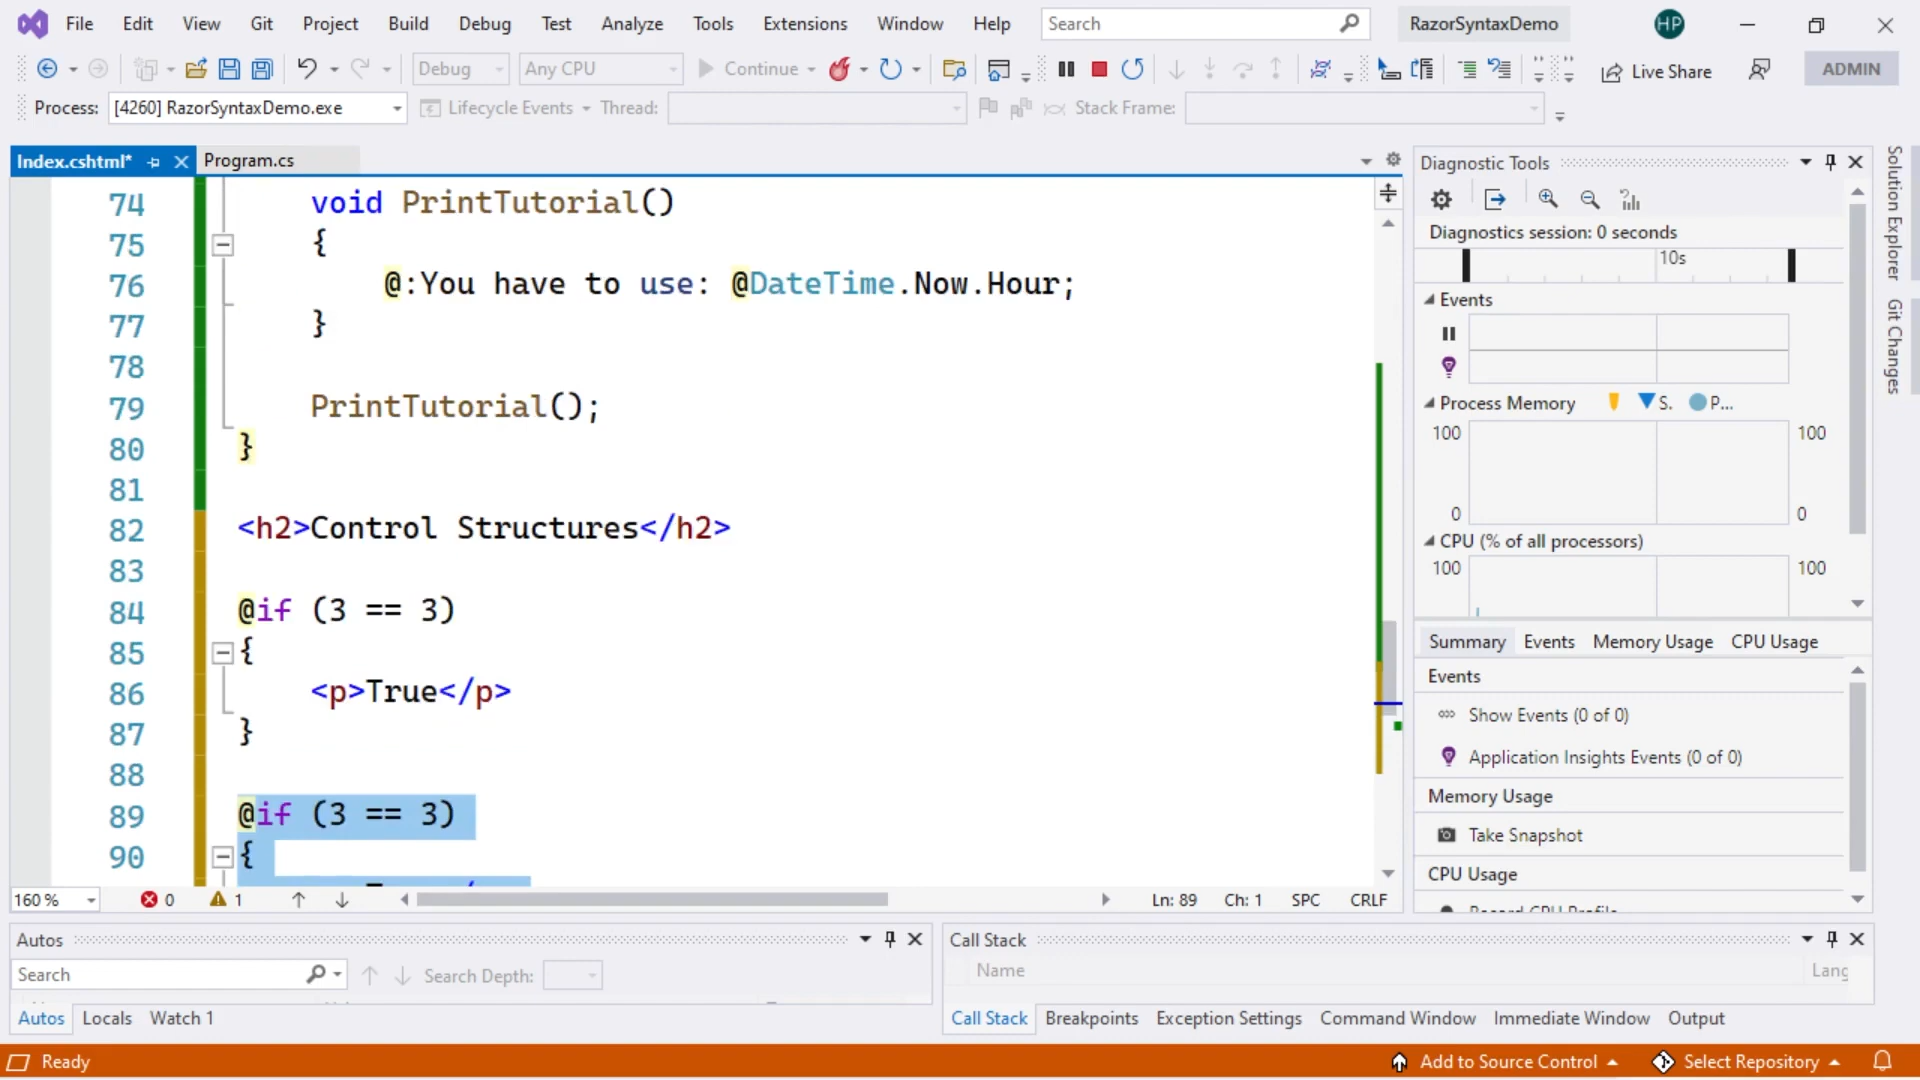 File Edit View Git Project Build Debug Test Analyze Tools Extensions Window Help Search RazorSyntaxDemo HP
Debug Any CPU Continue Live Share ADMIN
Process: [4260] RazorSyntaxDemo.exe Lifecycle Events Thread: Stack Frame:
Index.cshtml* Program.cs
74 void PrintTutorial()
75 {
76 @:You have to use: @DateTime.Now.Hour;
77 }
78
79 PrintTutorial();
80 }
81
82 <h2>Control Structures</h2>
83
84 @if (3 == 3)
85 {
86 <p>True</p>
87 }
88
89 @if (3 == 3)
90 {
160 % 0 1 Ln: 89 Ch: 1 SPC CRLF
Diagnostic Tools
Diagnostics session: 0 seconds
10s
Events
Process Memory S. P...
100 100
0 0
CPU (% of all processors)
100 100
Summary Events Memory Usage CPU Usage
Events
Show Events (0 of 0)
Application Insights Events (0 of 0)
Memory Usage
Take Snapshot
CPU Usage
Record CPU Profile
Solution Explorer
Git Changes
Autos
Search Search Depth:
Autos Locals Watch 1
Call Stack
Name Lang
Call Stack Breakpoints Exception Settings Command Window Immediate Window Output
Ready Add to Source Control Select Repository